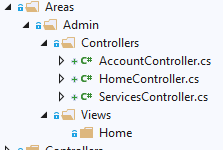 Areas
Admin
Controllers
C# AccountController.cs
C# HomeController.cs
C# ServicesController.cs
Views
Home